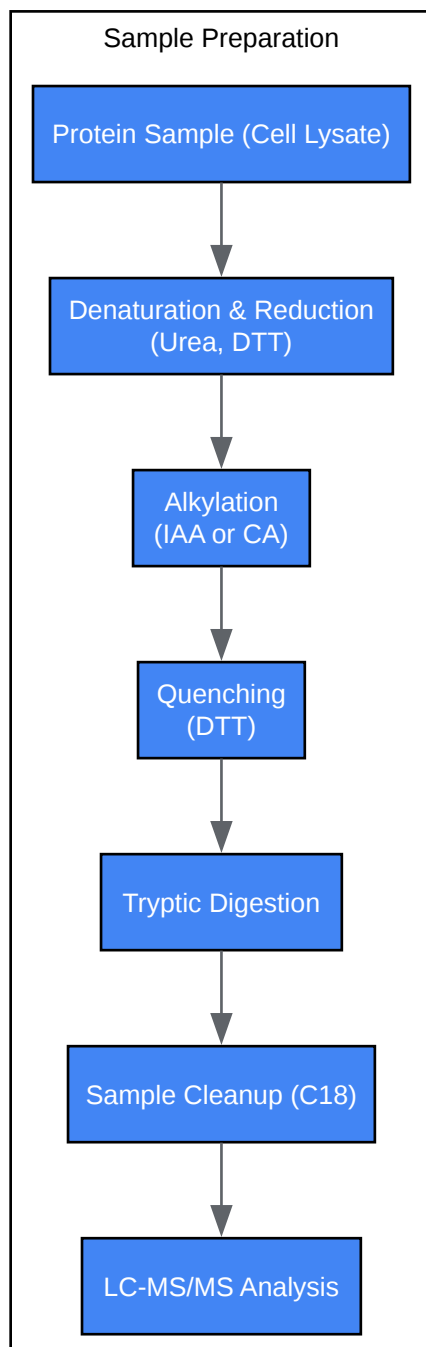 Sample Preparation
Protein Sample (Cell Lysate)
Denaturation & Reduction
(Urea, DTT)
Alkylation
(IAA or CA)
Quenching
(DTT)
Tryptic Digestion
Sample Cleanup (C18)
LC-MS/MS Analysis